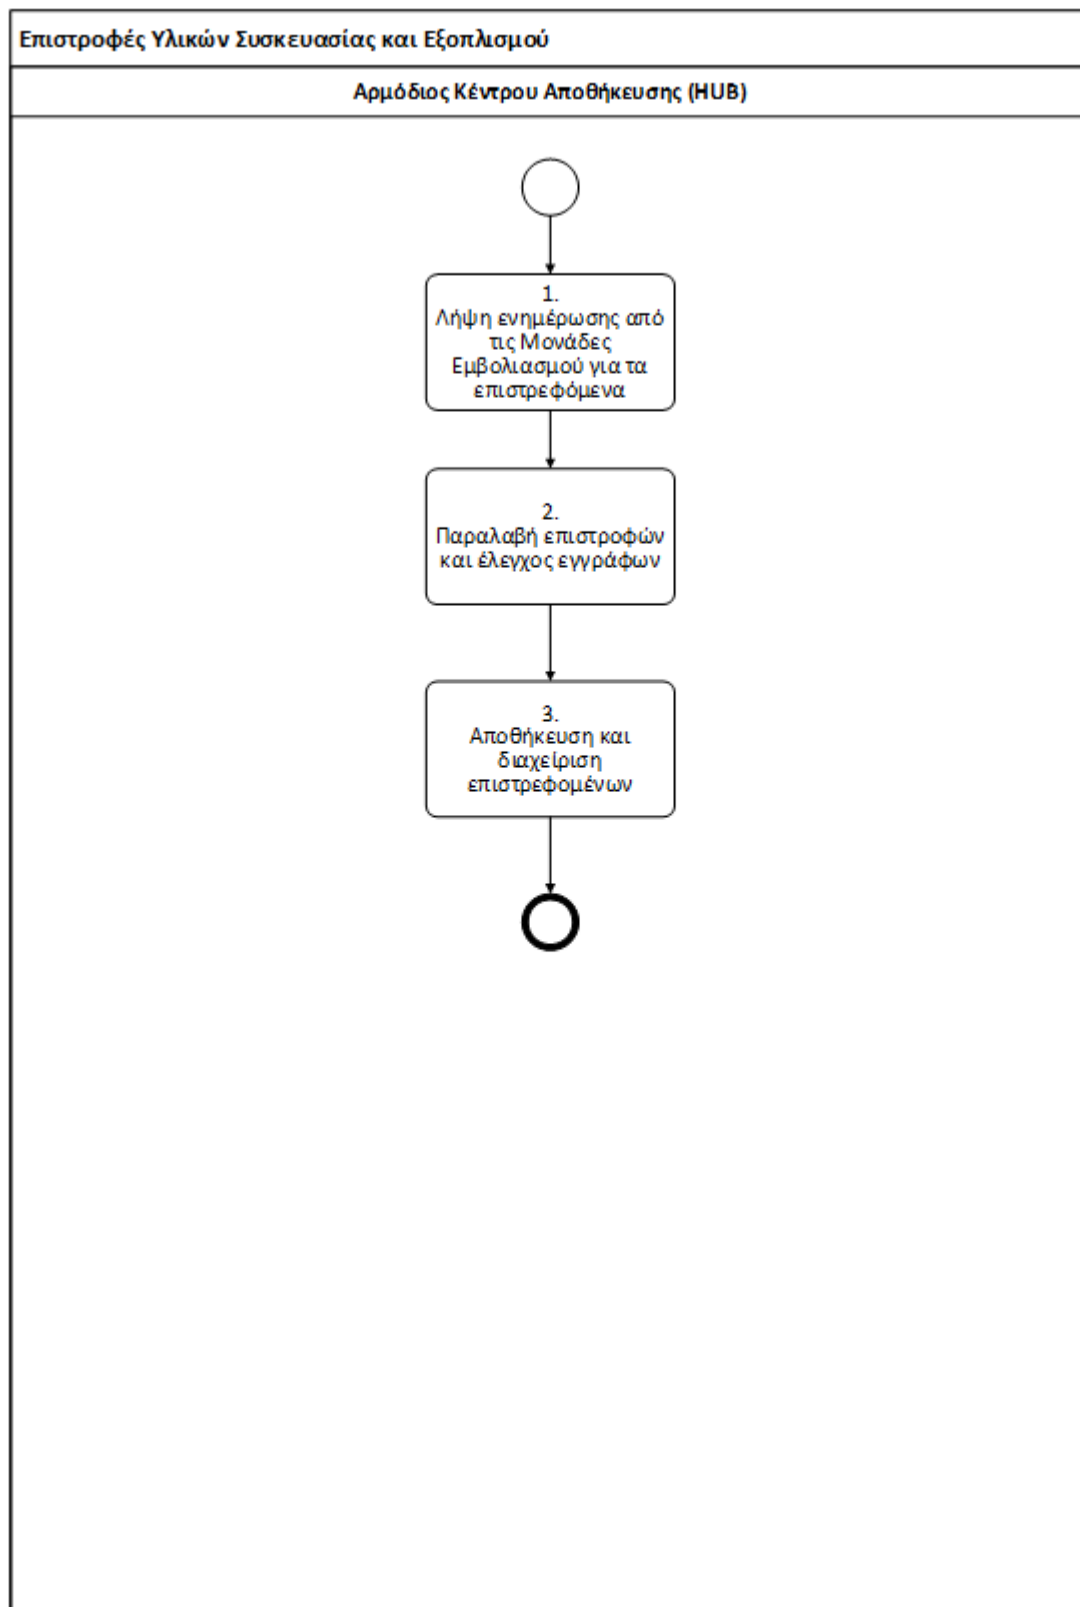 Επιστροφές Υλικών Συσκευασίας και Εξοπλισμού
Αρμόδιος Κέντρου Αποθήκευσης (HUB)
1.
Λήψη ενημέρωσης από
τις Μονάδες
Εμβολιασμού για τα
επιστρεφόμενα
2.
Παραλαβή επιστροφών
και έλεγχος εγγράφων
3.
Αποθήκευση και
διαχείριση
επιστρεφομένων